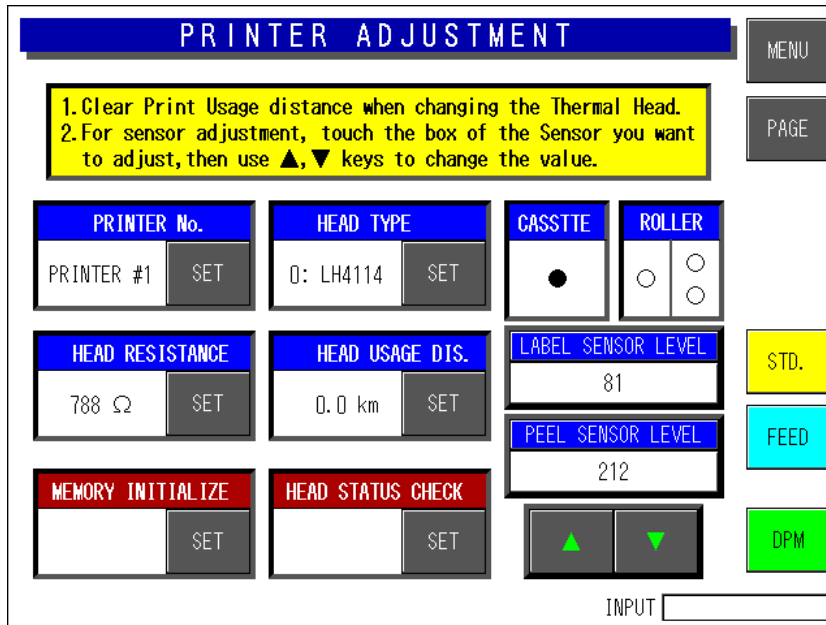 PRINTER ADJUSTMENT
MENU
1.Clear Print Usage distance when changing the Thermal Head.
2.For sensor adjustment, touch the box of the Sensor you want
to adjust,then use ▲,▼ keys to change the value.
PAGE
PRINTER No.
PRINTER #1
SET
HEAD TYPE
0: LH4114
SET
CASSTTE
ROLLER
HEAD RESISTANCE
788 Ω
SET
HEAD USAGE DIS.
0.0 km
SET
LABEL SENSOR LEVEL
81
STD.
PEEL SENSOR LEVEL
212
FEED
MEMORY INITIALIZE
SET
HEAD STATUS CHECK
SET
▲
▼
DPM
INPUT